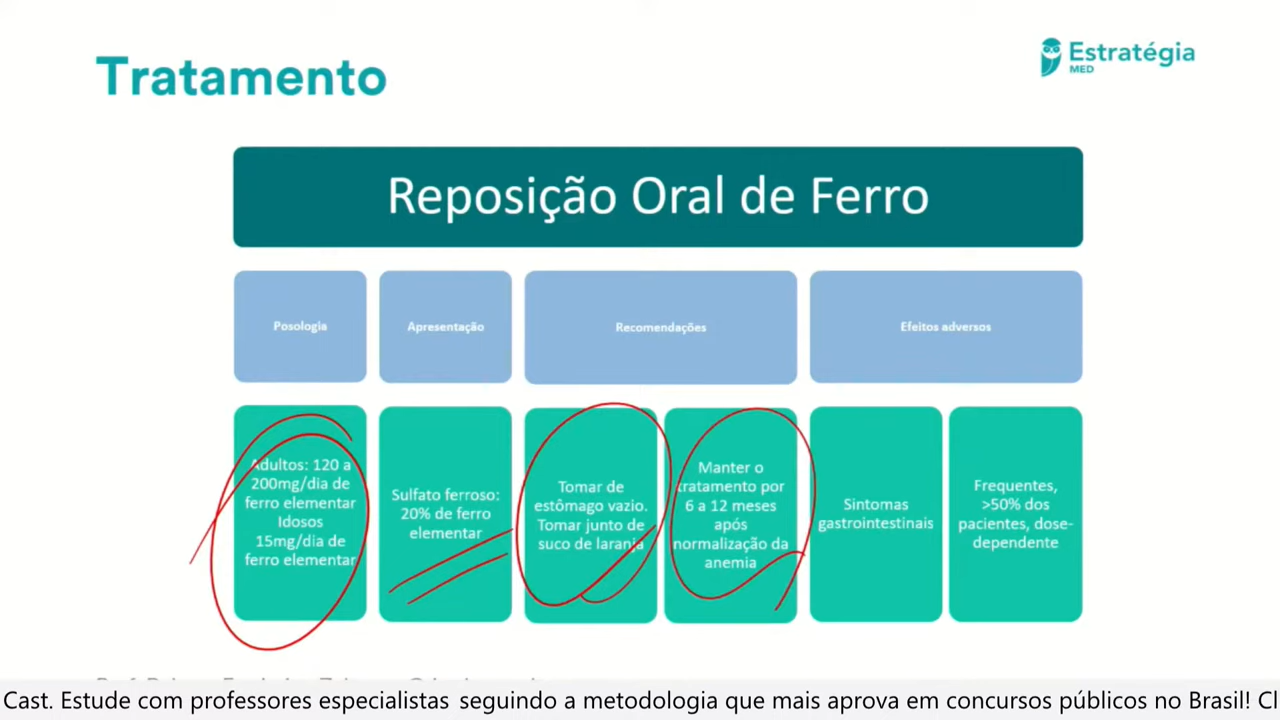 Tratamento
Estratégia
MED
Reposição Oral de Ferro
Posologia
Apresentação
Recomendações
Efeitos adversos
Adultos: 120 a
200mg/dia de
ferro elementar
Idosos
15mg/dia de
ferro elementar
Sulfato ferroso:
20% de ferro
elementar
Tomar de
estômago vazio.
Tomar junto de
suco de laranja
Manter o
tratamento por
6 a 12 meses
após
normalização da
anemia
Sintomas
gastrointestinais
Frequentes,
>50% dos
pacientes, dose-
dependente
Cast. Estude com professores especialistas seguindo a metodologia que mais aprova em concursos públicos no Brasil! Cl